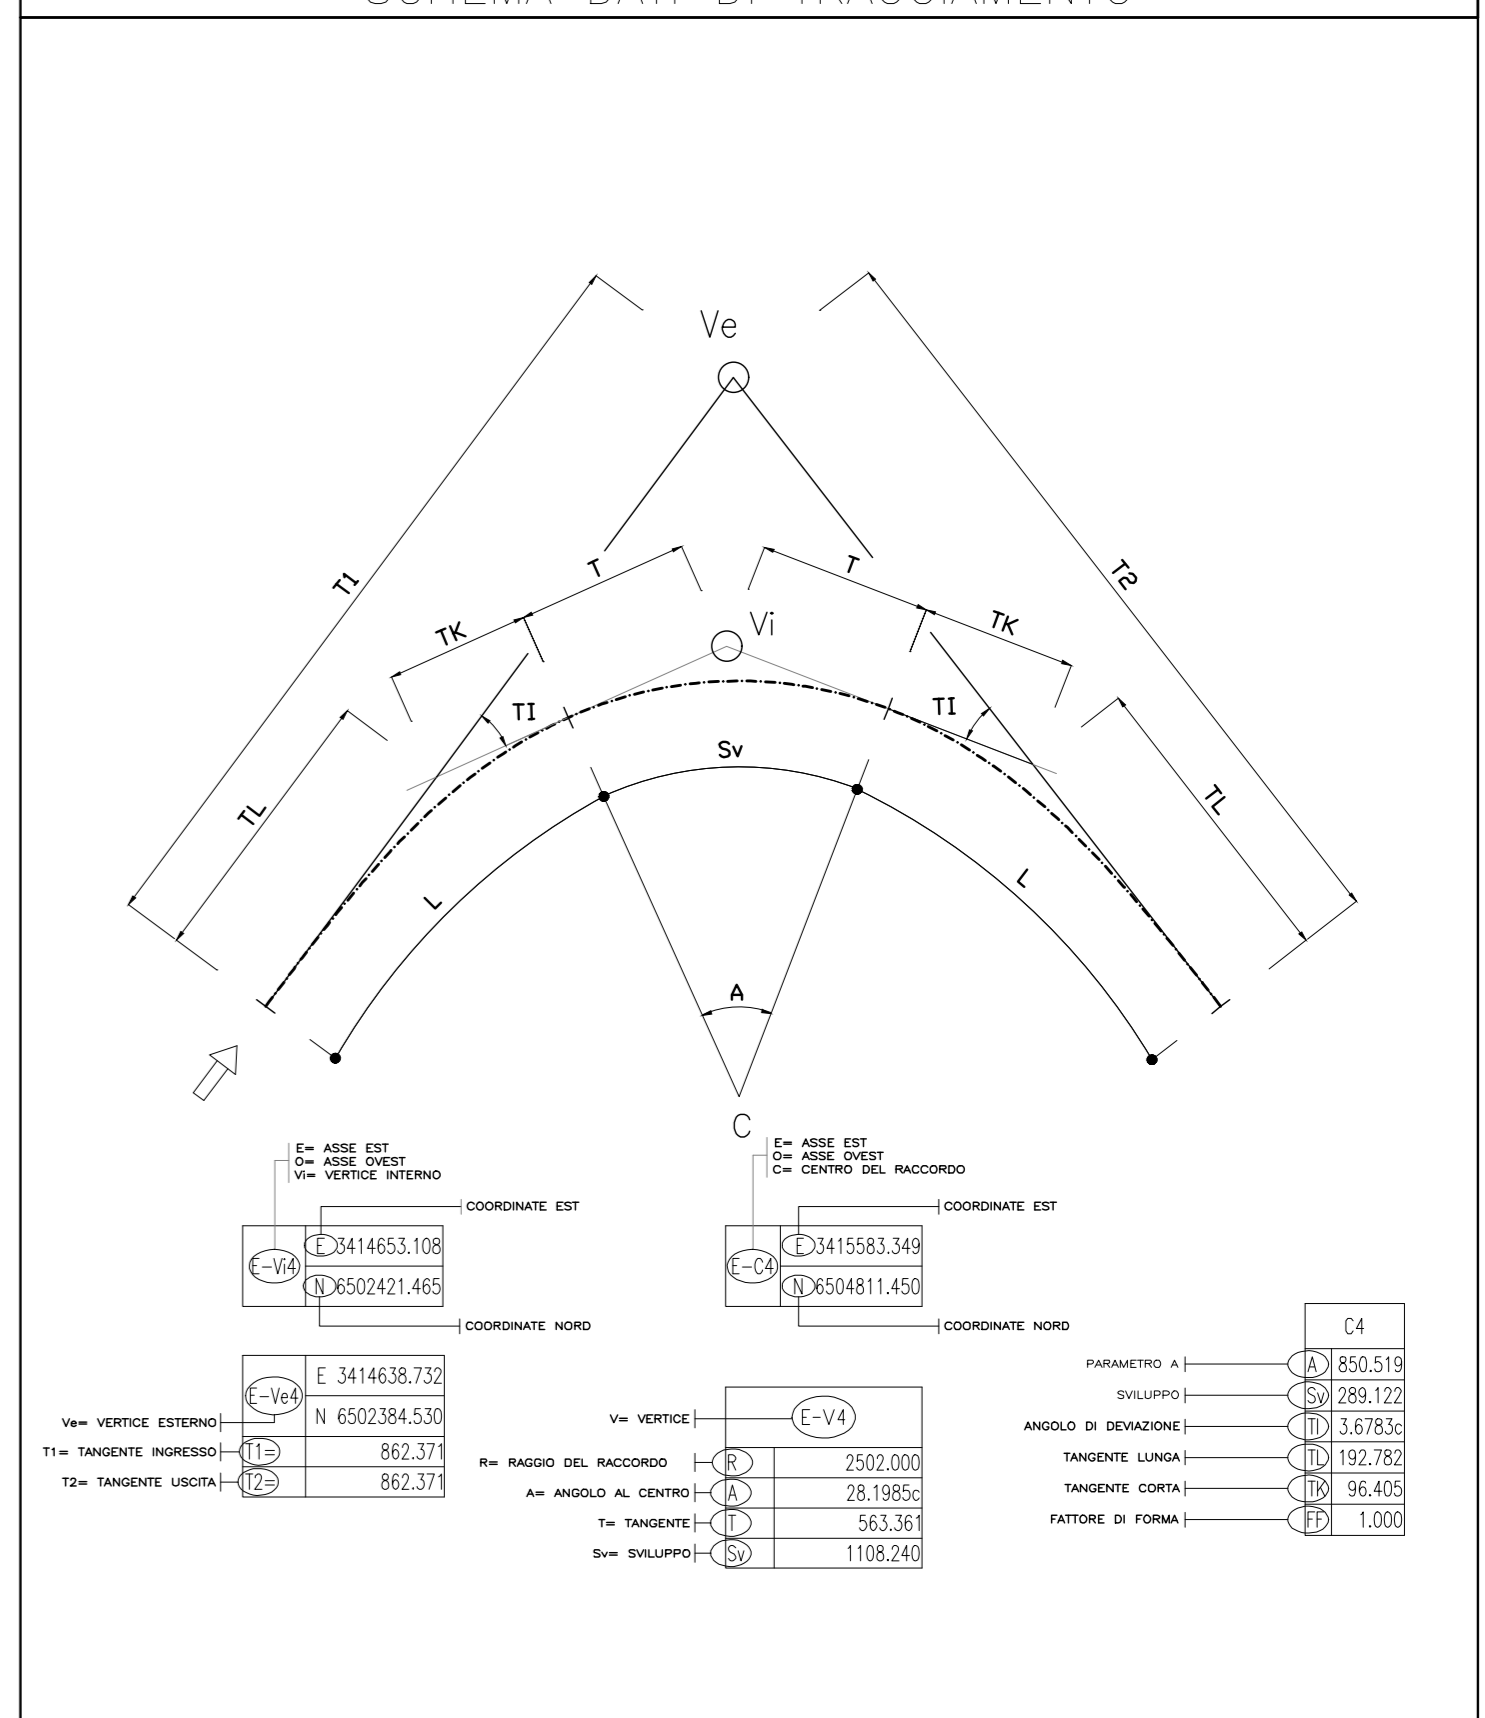 SCHEMA DATI DI TRACCIAMENTO
Ve
T1
T2
T
T
TK
TK
Vi
TI
TI
Sv
TL
TL
L
L
A
C
E= ASSE EST
O= ASSE OVEST
Vi= VERTICE INTERNO
COORDINATE EST
E-Vi4
E 3414653.108
N 6502421.465
COORDINATE NORD
E= ASSE EST
O= ASSE OVEST
C= CENTRO DEL RACCORDO
COORDINATE EST
E-C4
E 3415583.349
N 6504811.450
COORDINATE NORD
E-Ve4
E 3414638.732
N 6502384.530
Ve= VERTICE ESTERNO
T1= TANGENTE INGRESSO T1= 862.371
T2= TANGENTE USCITA T2= 862.371
V= VERTICE E-V4
R= RAGGIO DEL RACCORDO R 2502.000
A= ANGOLO AL CENTRO A 28.1985c
T= TANGENTE T 563.361
Sv= SVILUPPO Sv 1108.240
C4
PARAMETRO A A 850.519
SVILUPPO Sv 289.122
ANGOLO DI DEVIAZIONE TI 3.6783c
TANGENTE LUNGA TL 192.782
TANGENTE CORTA TK 96.405
FATTORE DI FORMA FF 1.000